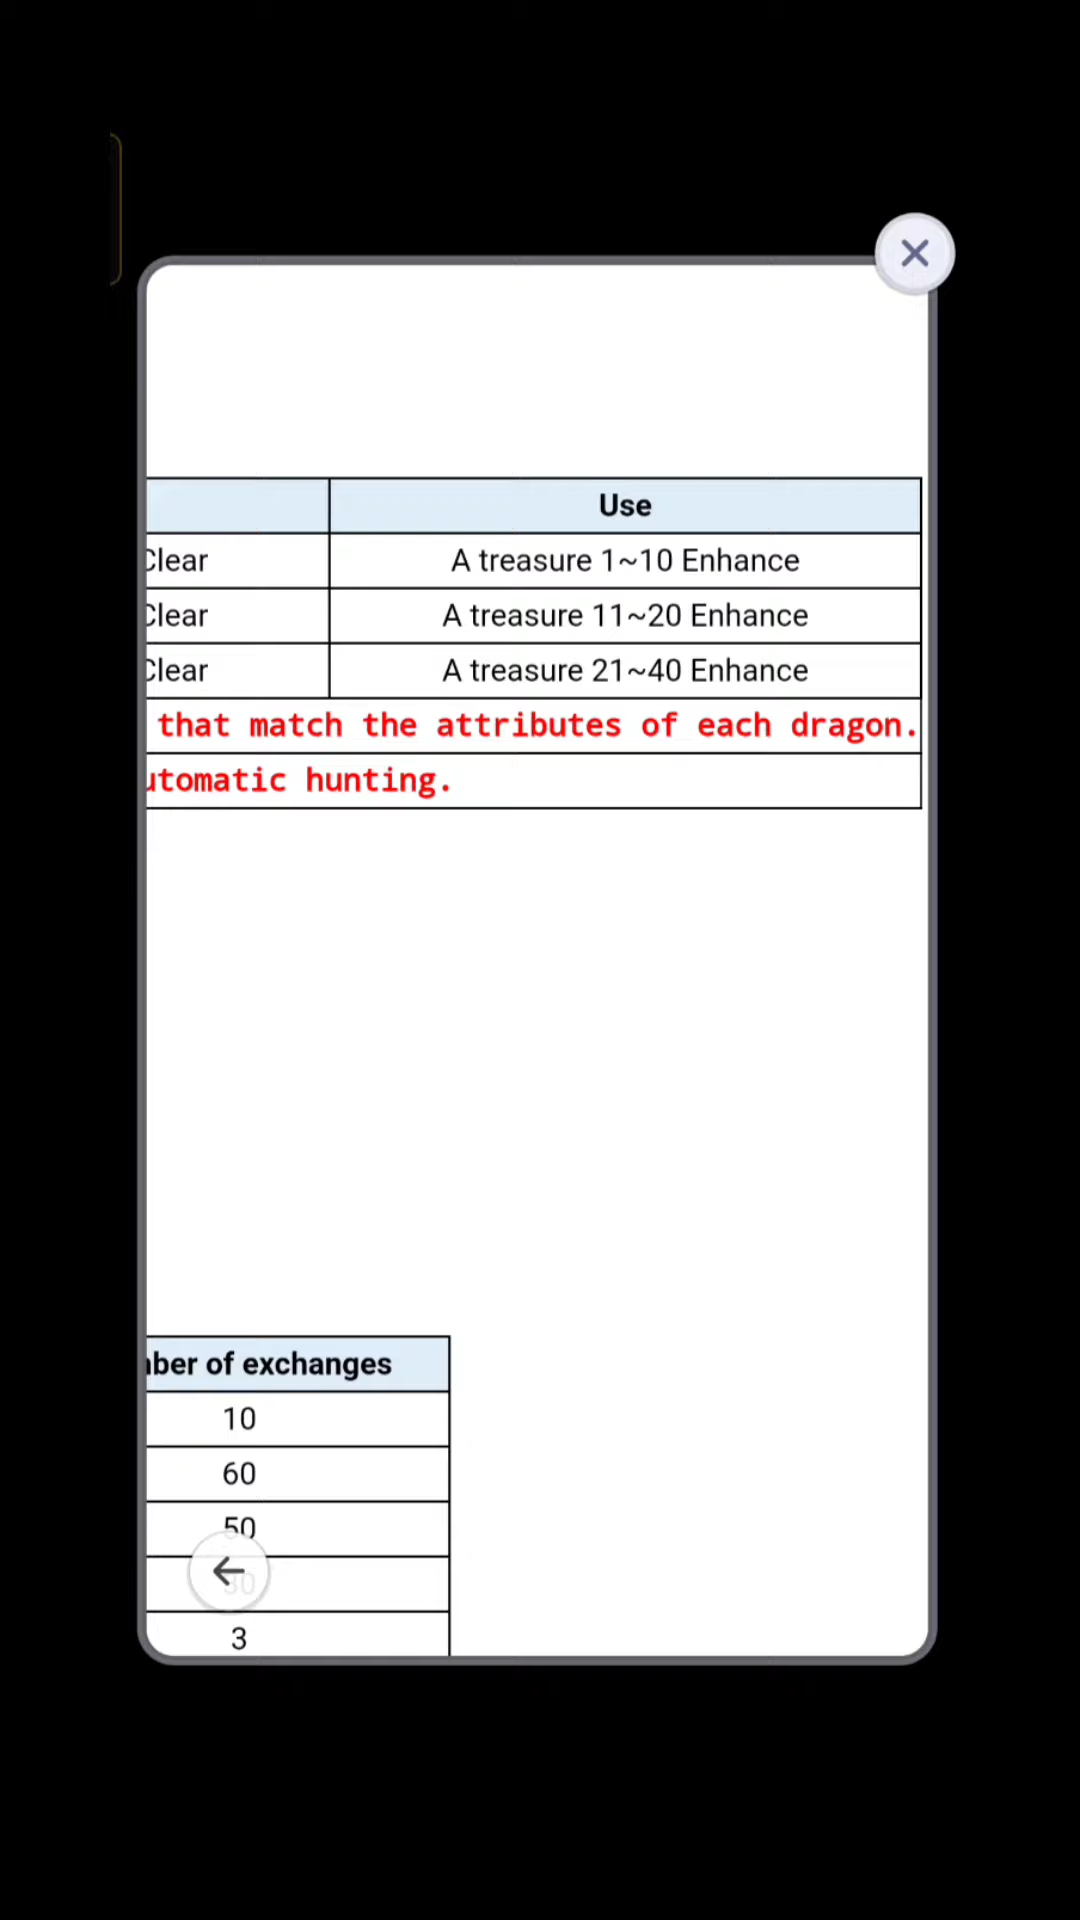 Use
Clear
A treasure 1~10 Enhance
Clear
A treasure 11~20 Enhance
Clear
A treasure 21~40 Enhance
that match the attributes of each dragon.
utomatic hunting.
ber of exchanges
10
60
50
30
3